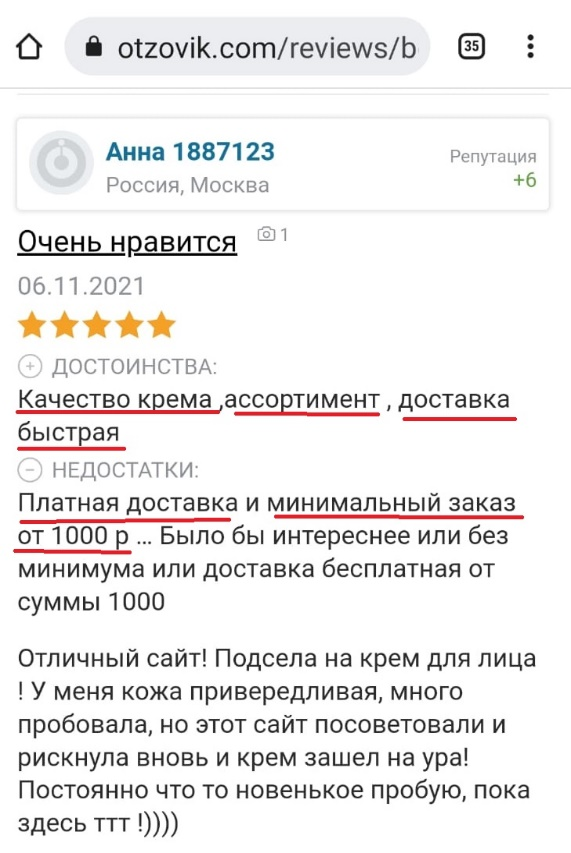 otzovik.com/reviews/b
35
Анна 1887123
Россия, Москва
Репутация
+6
Очень нравится
1
06.11.2021
ДОСТОИНСТВА:
Качество крема ,ассортимент , доставка
быстрая
НЕДОСТАТКИ:
Платная доставка и минимальный заказ
от 1000 р ... Было бы интереснее или без
минимума или доставка бесплатная от
суммы 1000
Отличный сайт! Подсела на крем для лица
! У меня кожа привередливая, много
пробовала, но этот сайт посоветовали и
рискнула вновь и крем зашел на ура!
Постоянно что то новенькое пробую, пока
здесь ттт !))))